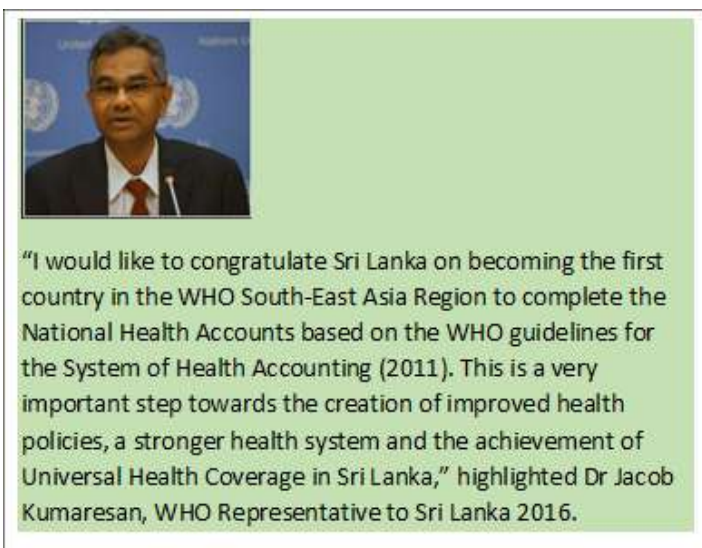 United
Nations
“I would like to congratulate Sri Lanka on becoming the first
country in the WHO South-East Asia Region to complete the
National Health Accounts based on the WHO guidelines for
the System of Health Accounting (2011). This is a very
important step towards the creation of improved health
policies, a stronger health system and the achievement of
Universal Health Coverage in Sri Lanka,” highlighted Dr Jacob
Kumaresan, WHO Representative to Sri Lanka 2016.